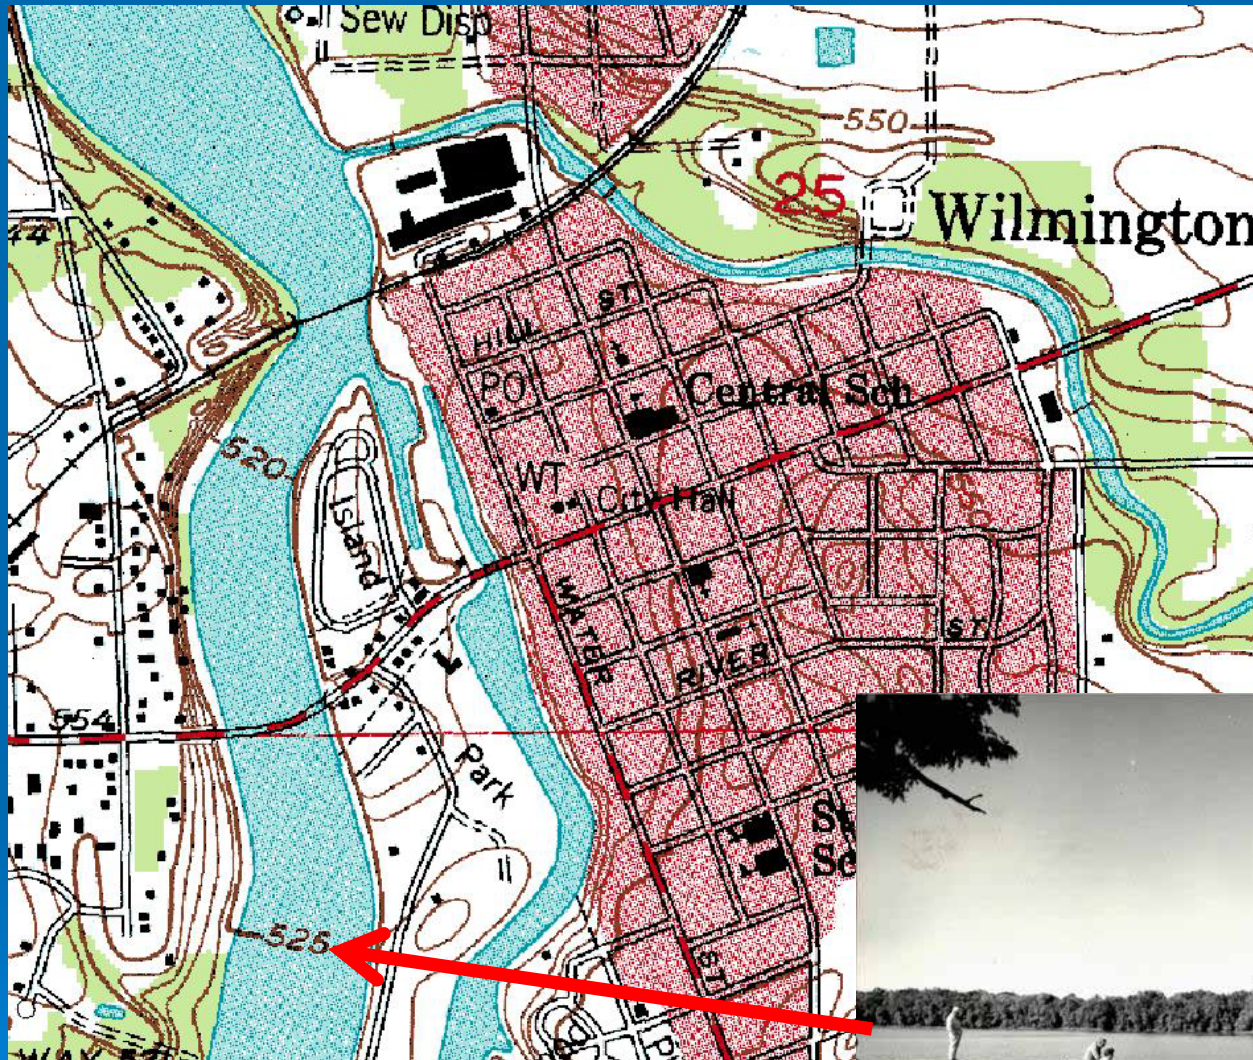 Sew Disp
550
25
Wilmington
44
HILL
ST
PO
Central Sch
520
WT
City Hall
Island
WATER
ST
RIVER
554
Park
525
ST